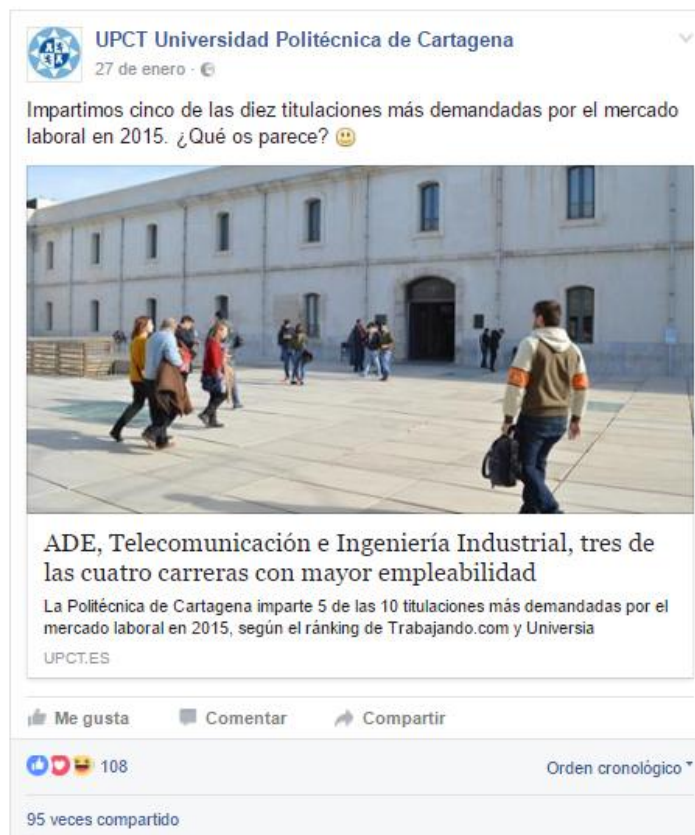 UPCT Universidad Politécnica de Cartagena
27 de enero ·
Impartimos cinco de las diez titulaciones más demandadas por el mercado
laboral en 2015. ¿Qué os parece?
ADE, Telecomunicación e Ingeniería Industrial, tres de
las cuatro carreras con mayor empleabilidad
La Politécnica de Cartagena imparte 5 de las 10 titulaciones más demandadas por el
mercado laboral en 2015, según el ránking de Trabajando.com y Universia
UPCT.ES
Me gusta Comentar Compartir
108 Orden cronológico
95 veces compartido